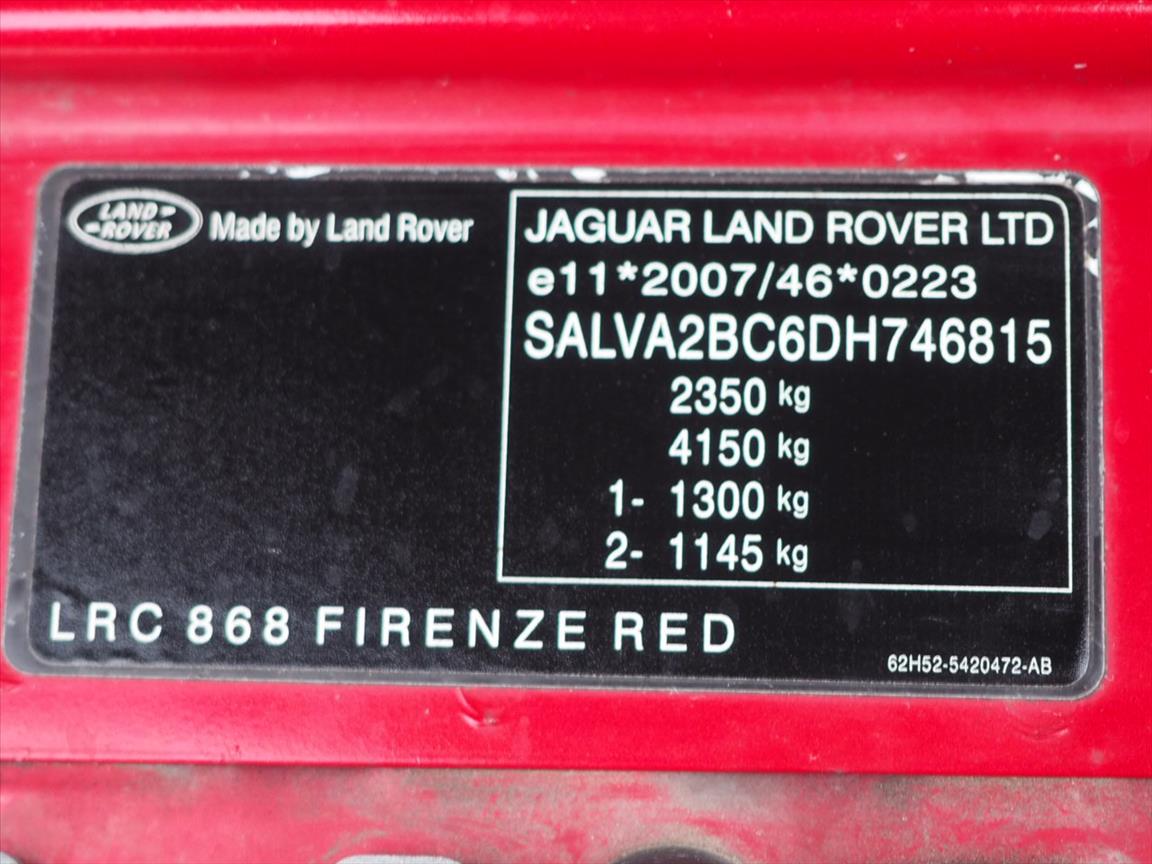 LAND
ROVER
Made by Land Rover
JAGUAR LAND ROVER LTD
e11*2007/46*0223
SALVA2BC6DH746815
2350 kg
4150 kg
1- 1300 kg
2- 1145 kg
LRC 868 FIRENZE RED
62H52-5420472-AB